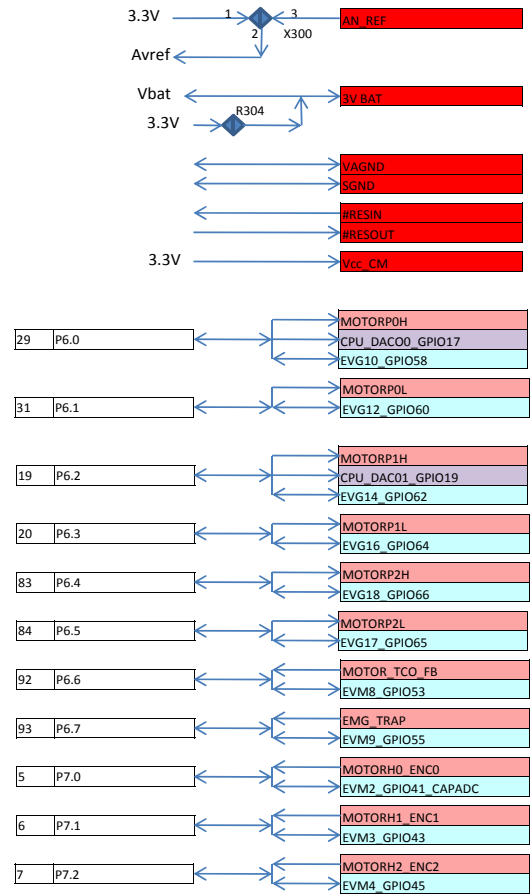 3.3V 1 3 AN_REF
2 X300
Avref
Vbat 3V BAT
R304
3.3V
VAGND
SGND
#RESIN
#RESOUT
3.3V Vcc_CM
MOTORP0H
29 P6.0 CPU_DACO0_GPIO17
EVG10_GPIO58
MOTORP0L
31 P6.1 EVG12_GPIO60
MOTORP1H
19 P6.2 CPU_DAC01_GPIO19
EVG14_GPIO62
20 P6.3 MOTORP1L
EVG16_GPIO64
83 P6.4 MOTORP2H
EVG18_GPIO66
84 P6.5 MOTORP2L
EVG17_GPIO65
92 P6.6 MOTOR_TCO_FB
EVM8_GPIO53
93 P6.7 EMG_TRAP
EVM9_GPIO55
5 P7.0 MOTORH0_ENC0
EVM2_GPIO41_CAPADC
6 P7.1 MOTORH1_ENC1
EVM3_GPIO43
7 P7.2 MOTORH2_ENC2
EVM4_GPIO45